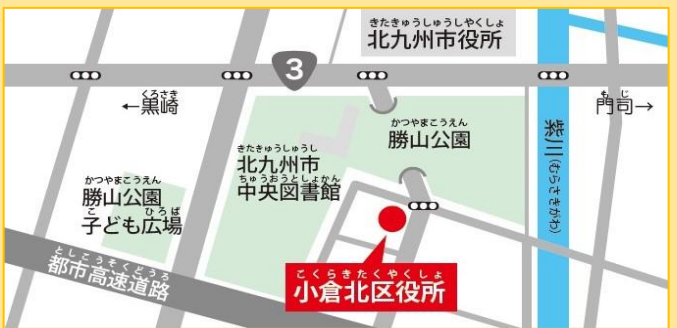 きたきゅうしゅうしやくしょ
北九州市役所
3
くろさき
←黒崎
もじ
門司→
かつやまこうえん
勝山公園
きたきゅうしゅうし
北九州市
ちゅうおうとしょかん
中央図書館
紫川(むらさきがわ)
かつやまこうえん
勝山公園
こ ひろば
子ども広場
としこうそくどうろ
都市高速道路
こくらきたくやくしょ
小倉北区役所